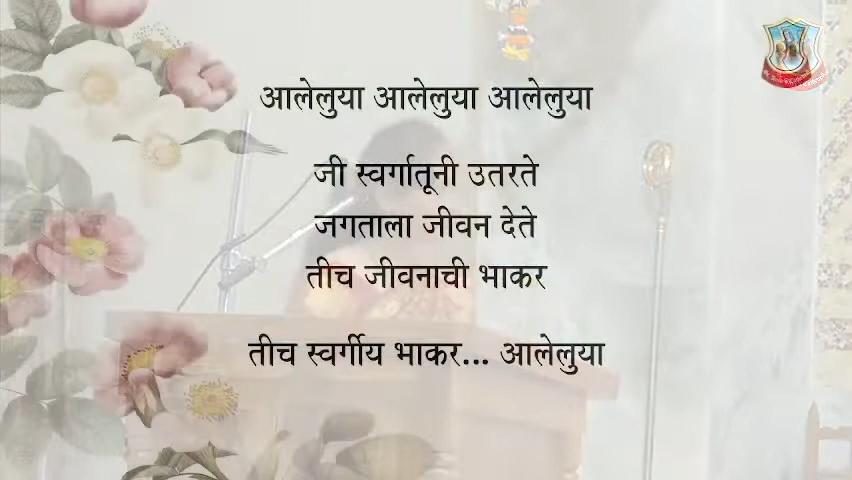 आलेलुया आलेलुया आलेलुया
जी स्वर्गातूनी उतरते
जगताला जीवन देते
तीच जीवनाची भाकर
तीच स्वर्गीय भाकर... आलेलुया